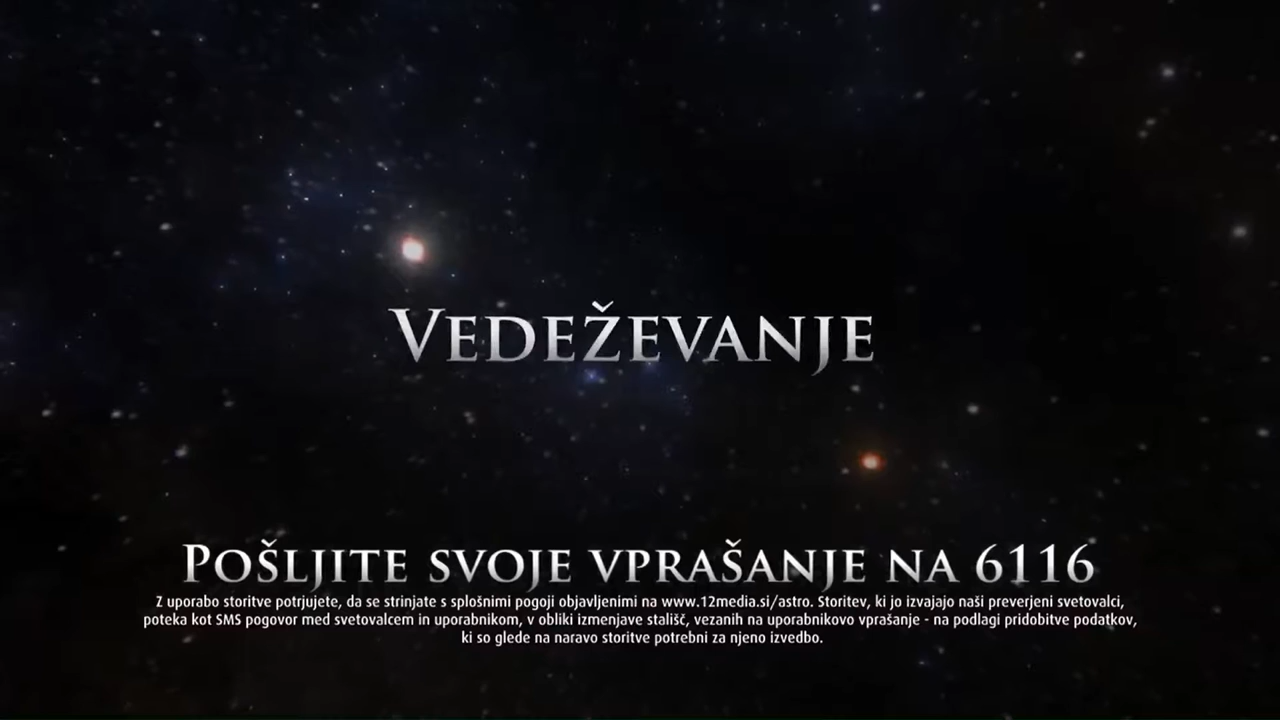 Vedeževanje
Pošljite svoje vprašanje na 6116
Z uporabo storitve potrjujete, da se strinjate s splošnimi pogoji objavljenimi na www.12media.si/astro. Storitev, ki jo izvajajo naši preverjeni svetovalci,
poteka kot SMS pogovor med svetovalcem in uporabnikom, v obliki izmenjave stališč, vezanih na uporabnikovo vprašanje - na podlagi pridobitve podatkov,
ki so glede na naravo storitve potrebni za njeno izvedbo.